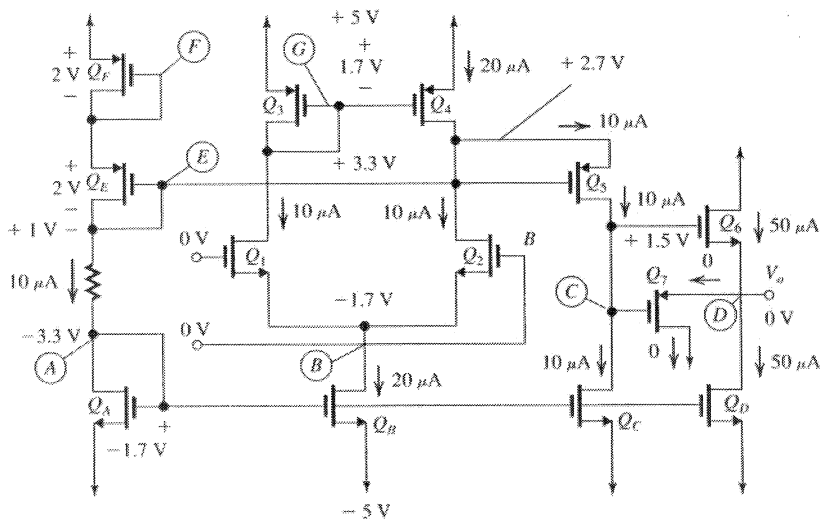 + 5 V
F
+
2 V
−
Q_F
G
+
1.7 V
−
20 µA
+ 2.7 V
Q_3
Q_4
10 µA
E
+
2 V
−
Q_E
+ 3.3 V
Q_5
+ 1 V −
10 µA
10 µA
10 µA
Q_6
50 µA
0 V
Q_1
Q_2
B
+ 1.5 V
0
Q_7
V_o
10 µA
−1.7 V
C
D
0 V
−3.3 V
0 V
A
B
20 µA
10 µA
0
50 µA
Q_A
+
−1.7 V
Q_B
Q_C
Q_D
− 5 V